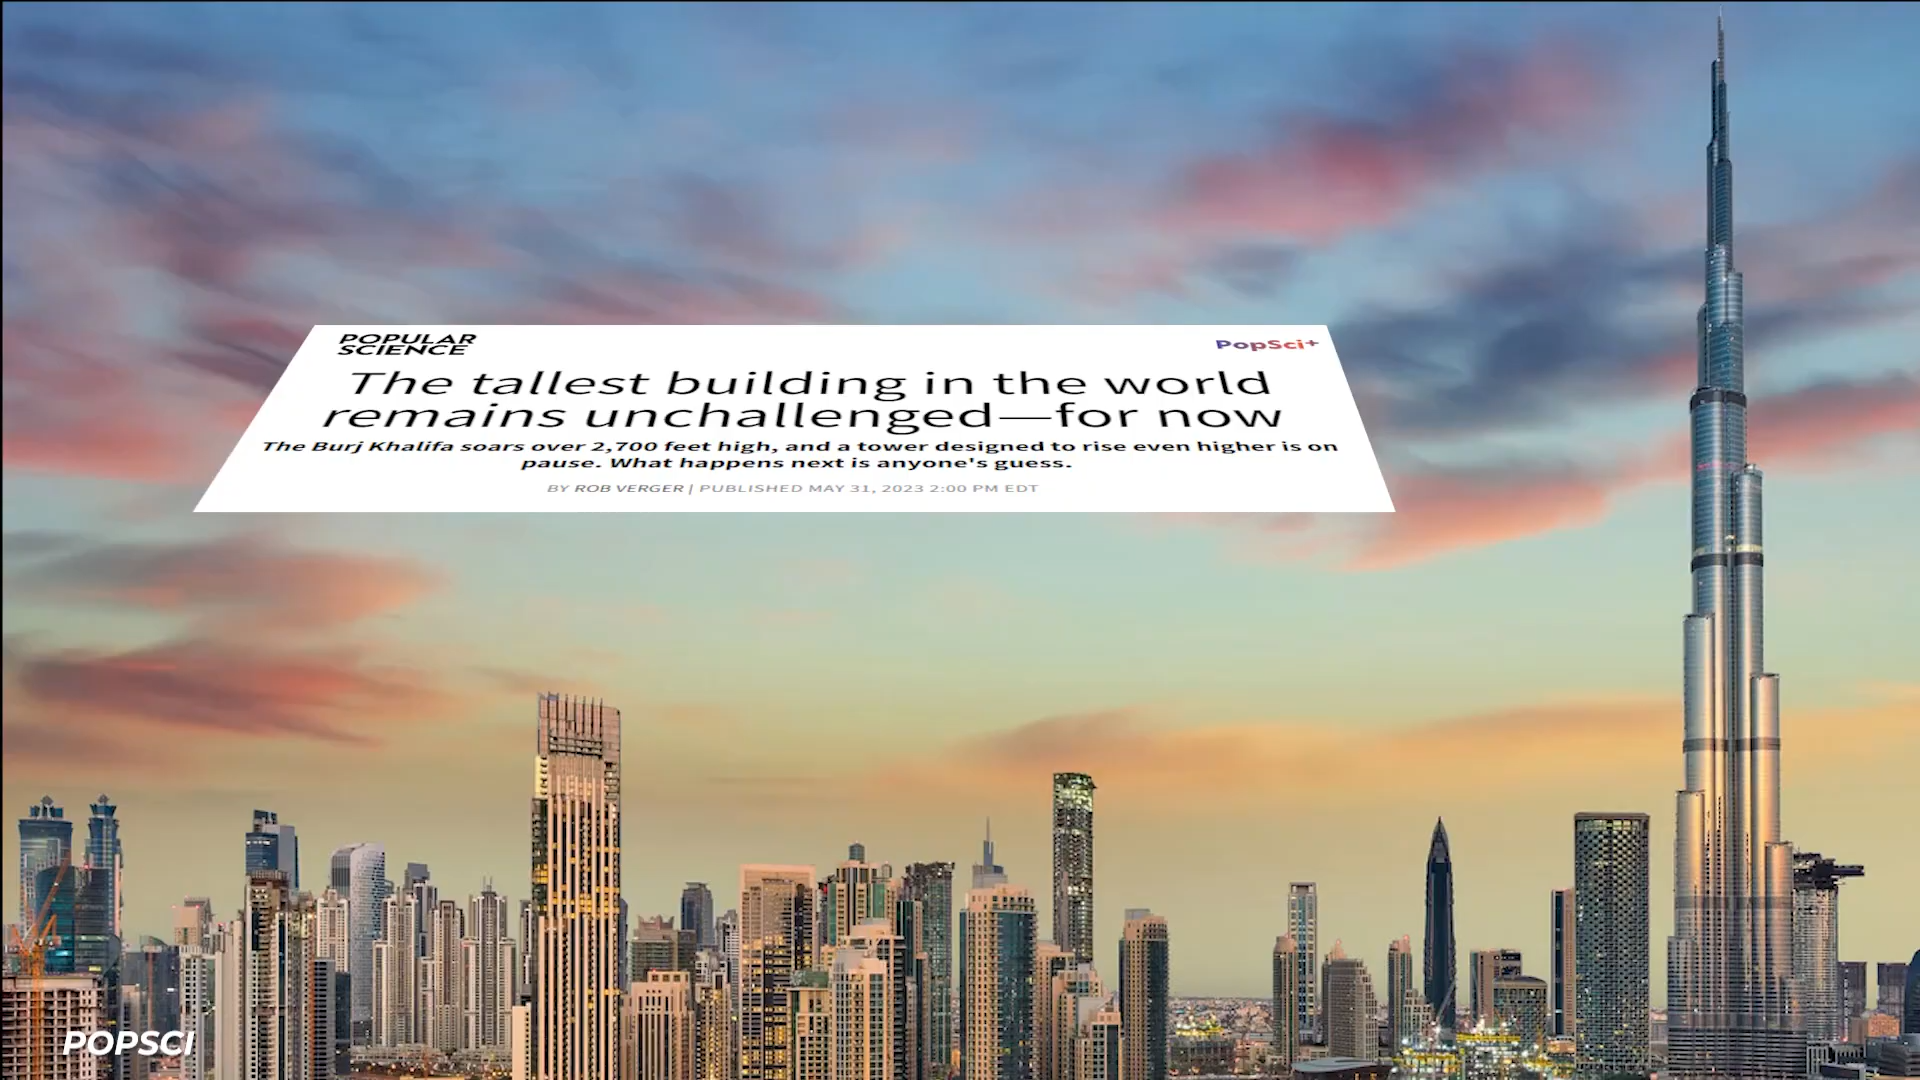 POPULAR
SCIENCE
PopSci+
The tallest building in the world
remains unchallenged—for now
The Burj Khalifa soars over 2,700 feet high, and a tower designed to rise even higher is on
pause. What happens next is anyone's guess.
BY ROB VERGER | PUBLISHED MAY 31, 2023 2:00 PM EDT
POPSCI